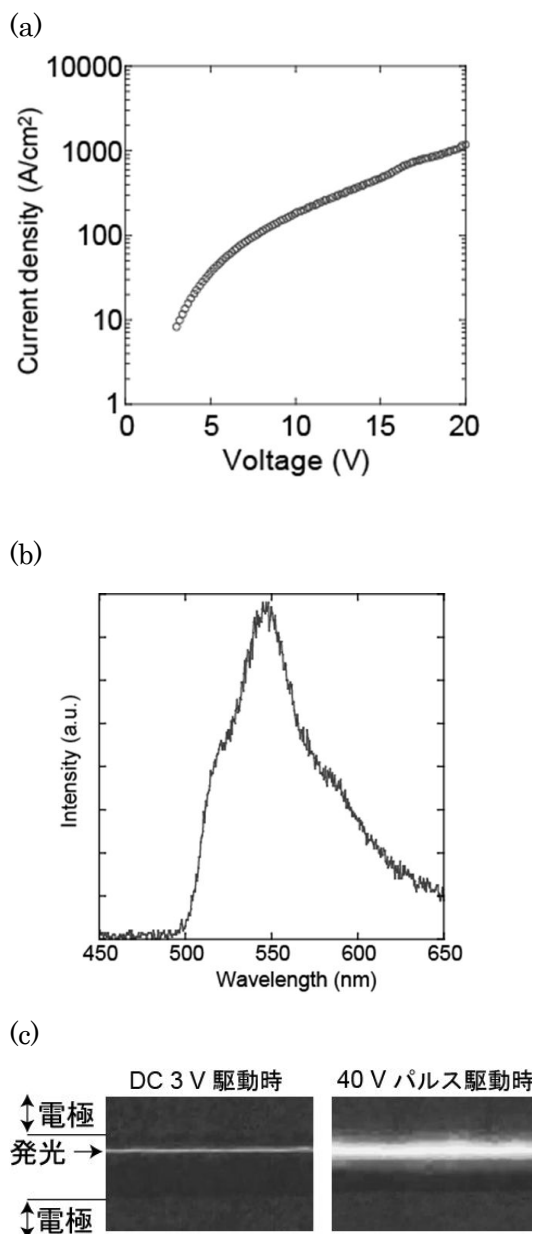 (a)
10000
1000
100
10
1
0 5 10 15 20
Current density (A/cm²)
Voltage (V)
(b)
Intensity (a.u.)
450 500 550 600 650
Wavelength (nm)
(c)
DC 3 V 駆動時 40 V パルス駆動時
電極
発光 →
電極